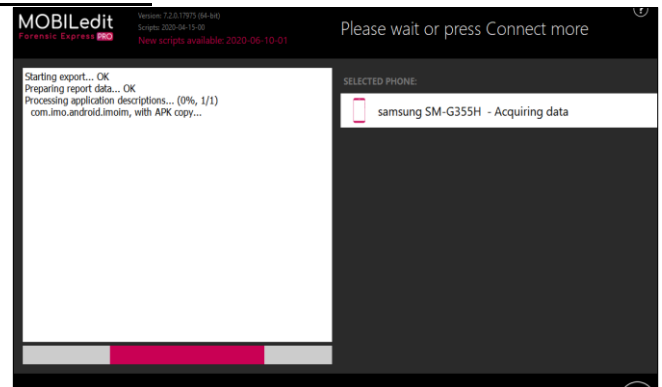 MOBILedit
Forensic Express PRO
Version: 7.2.0.17975 (64-bit)
Scripts: 2020-04-15-00
New scripts available: 2020-06-10-01
Please wait or press Connect more
?
Starting export... OK
Preparing report data... OK
Processing application descriptions... (0%, 1/1)
com.imo.android.imoim, with APK copy...
SELECTED PHONE:
samsung SM-G355H - Acquiring data